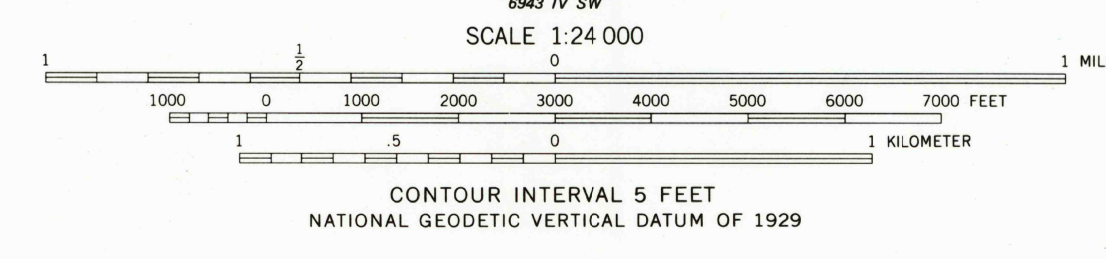 6943 IV SW
SCALE 1:24 000
1 1/2 0 1 MIL
1000 0 1000 2000 3000 4000 5000 6000 7000 FEET
1 .5 0 1 KILOMETER
CONTOUR INTERVAL 5 FEET
NATIONAL GEODETIC VERTICAL DATUM OF 1929